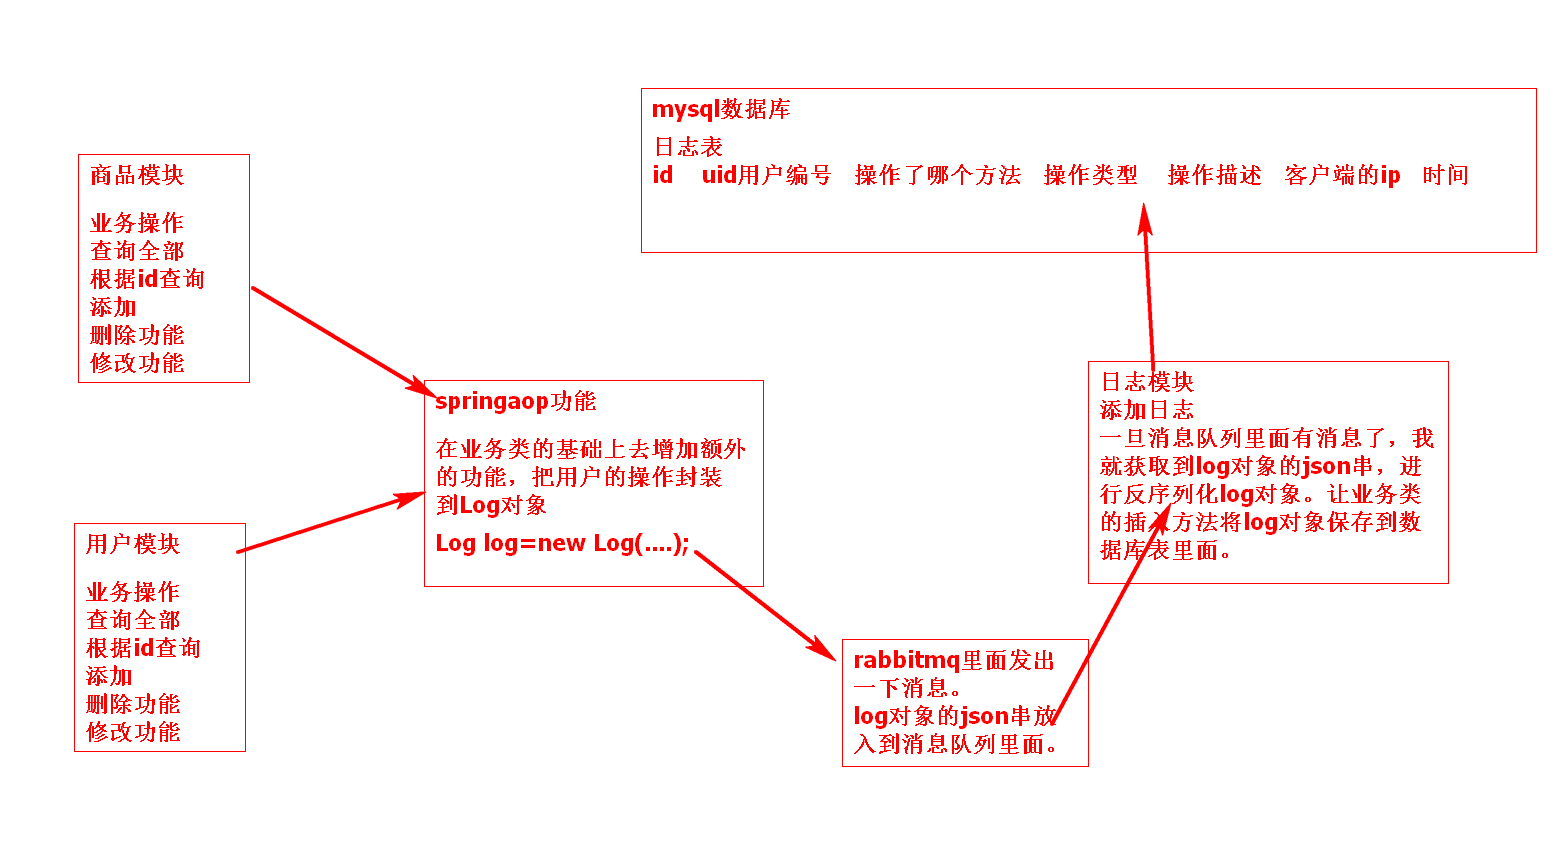 mysql数据库
日志表
id uid用户编号 操作了哪个方法 操作类型 操作描述 客户端的ip 时间
商品模块
业务操作
查询全部
根据id查询
添加
删除功能
修改功能
springaop功能
在业务类的基础上去增加额外
的功能，把用户的操作封装
到Log对象
Log log=new Log(....);
用户模块
业务操作
查询全部
根据id查询
添加
删除功能
修改功能
rabbitmq里面发出
一下消息。
log对象的json串放
入到消息队列里面。
日志模块
添加日志
一旦消息队列里面有消息了，我
就获取到log对象的json串，进
行反序列化log对象。让业务类
的插入方法将log对象保存到数
据库表里面。